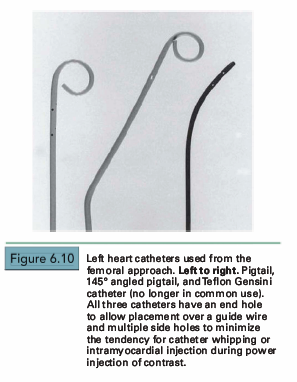 Figure 6.10
Left heart catheters used from the
femoral approach. Left to right. Pigtail,
145° angled pigtail, and Teflon Gensini
catheter (no longer in common use).
All three catheters have an end hole
to allow placement over a guide wire
and multiple side holes to minimize
the tendency for catheter whipping or
intramyocardial injection during power
injection of contrast.